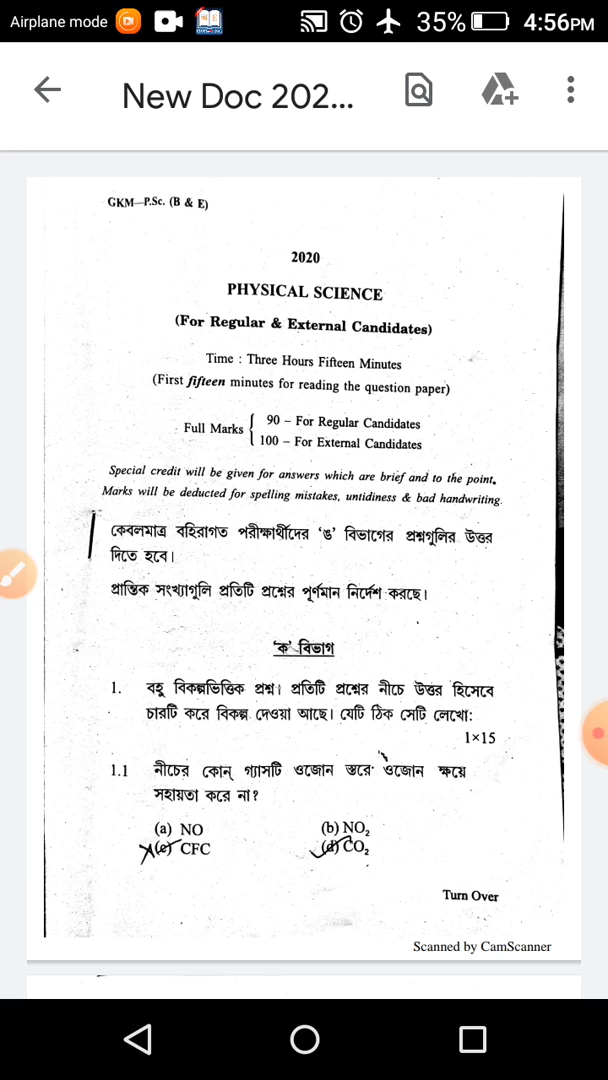 Airplane mode 35% 4:56PM
New Doc 202...
GKM—P.Sc. (B & E)
2020
PHYSICAL SCIENCE
(For Regular & External Candidates)
Time : Three Hours Fifteen Minutes
(First fifteen minutes for reading the question paper)
Full Marks { 90 – For Regular Candidates
100 – For External Candidates
Special credit will be given for answers which are brief and to the point.
Marks will be deducted for spelling mistakes, untidiness & bad handwriting.
কেবলমাত্র বহিরাগত পরীক্ষার্থীদের ‘ঙ’ বিভাগের প্রশ্নগুলির উত্তর
দিতে হবে।
প্রান্তিক সংখ্যাগুলি প্রতিটি প্রশ্নের পূর্ণমান নির্দেশ করছে।
‘ক’ বিভাগ
1. বহু বিকল্পভিত্তিক প্রশ্ন। প্রতিটি প্রশ্নের নীচে উত্তর হিসেবে
চারটি করে বিকল্প দেওয়া আছে। যেটি ঠিক সেটি লেখো:
1×15
1.1 নীচের কোন্ গ্যাসটি ওজোন স্তরে ওজোন ক্ষয়ে
সহায়তা করে না?
(a) NO (b) NO₂
(c) CFC (d) CO₂
Turn Over
Scanned by CamScanner